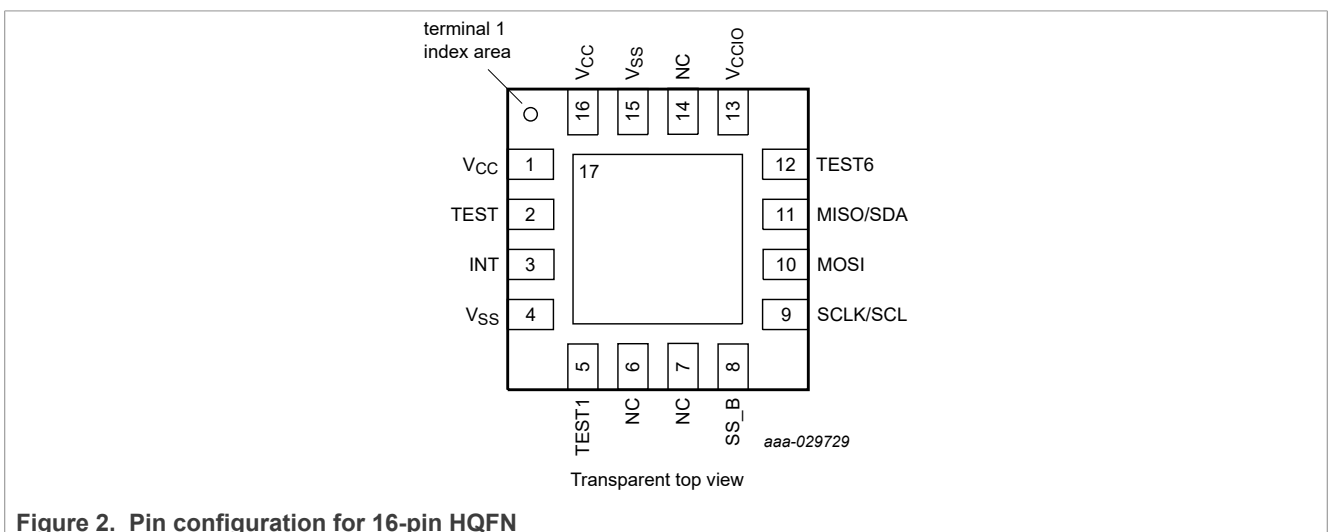 terminal 1
index area
VCC
VSS
NC
VCCIO
16
15
14
13
VCC 1
17
12 TEST6
TEST 2
11 MISO/SDA
INT 3
10 MOSI
VSS 4
9 SCLK/SCL
5
6
7
8
TEST1
NC
NC
SS_B
aaa-029729
Transparent top view
Figure 2. Pin configuration for 16-pin HQFN